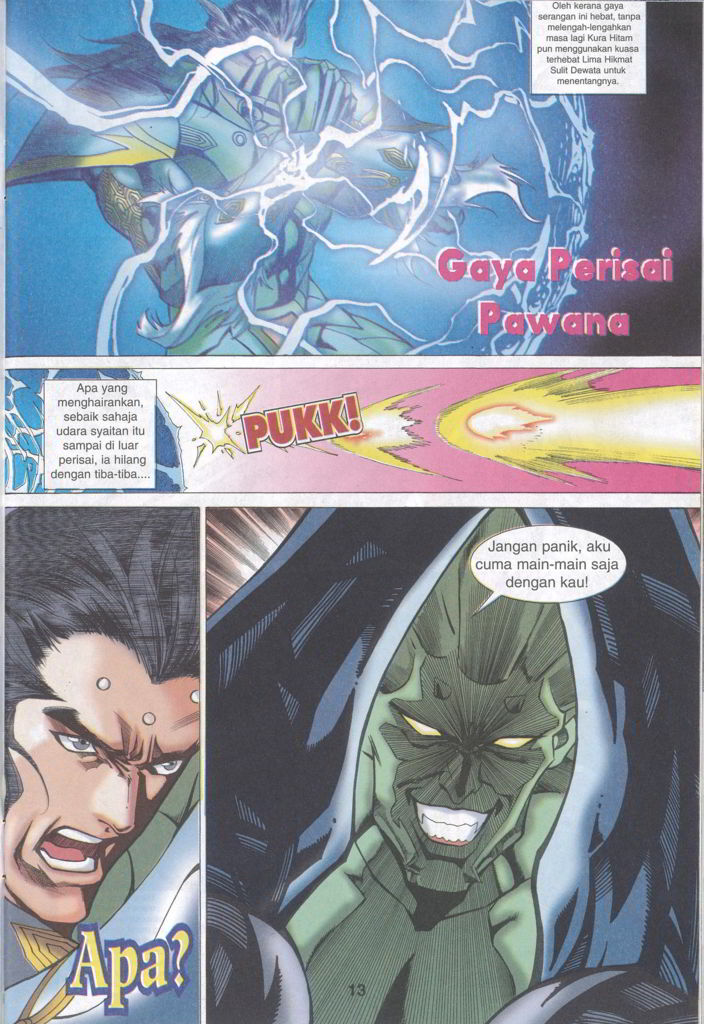 Oleh kerana gaya
serangan ini hebat, tanpa
melengah-lengahkan
masa lagi Kura Hitam
pun menggunakan kuasa
terhebat Lima Hikmat
Sulit Dewata untuk
menentangnya.
Gaya Perisai
Pawana
Apa yang
menghairankan,
sebaik sahaja
udara syaitan itu
sampai di luar
perisai, ia hilang
dengan tiba-tiba....
PUKK!
Jangan panik, aku
cuma main-main saja
dengan kau!
Apa?
13